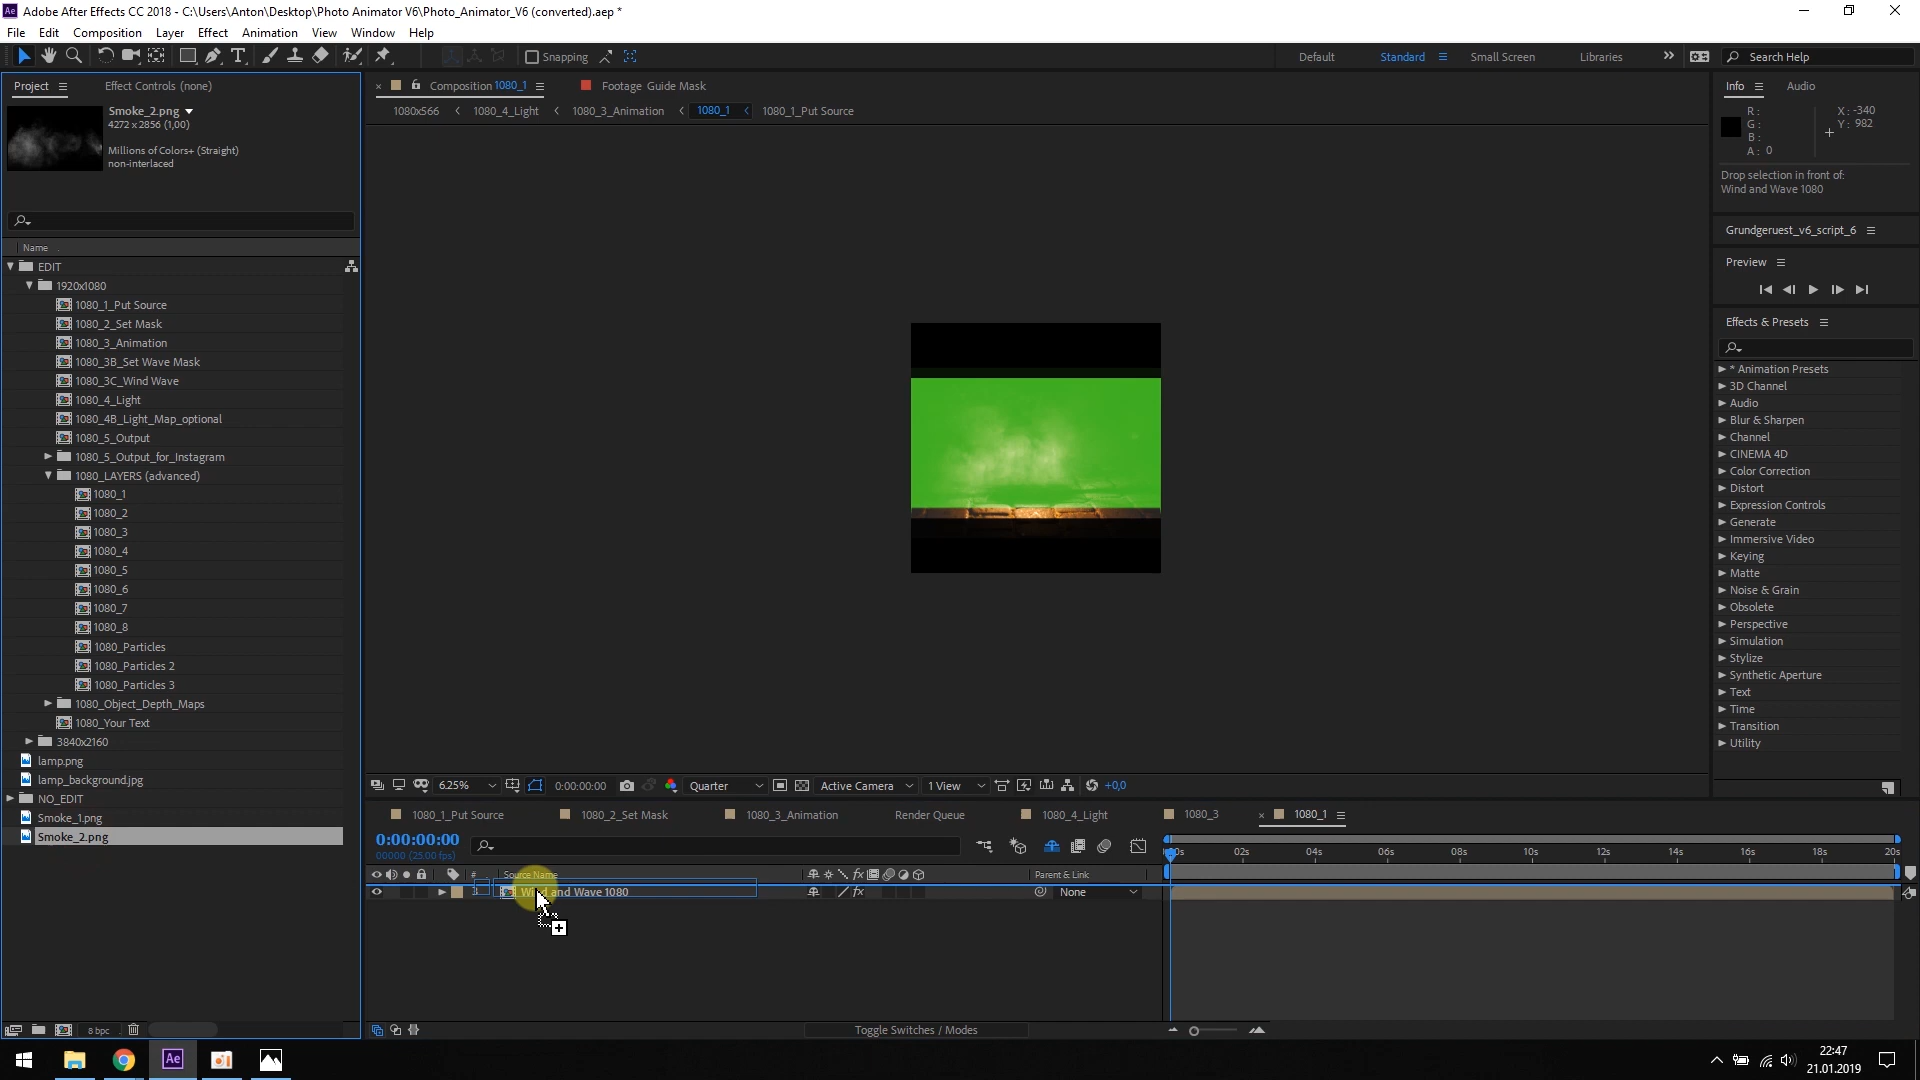 Adobe After Effects CC 2018 - C:\Users\Anton\Desktop\Photo Animator V6\Photo_Animator_V6 (converted).aep *
File Edit Composition Layer Effect Animation View Window Help
Snapping
Default Standard Small Screen Libraries Search Help
Project Effect Controls (none)
Smoke_2.png
4272 x 2856 (1,00)
Millions of Colors+ (Straight)
non-interlaced
Name
EDIT
1920x1080
1080_1_Put Source
1080_2_Set Mask
1080_3_Animation
1080_3B_Set Wave Mask
1080_3C_Wind Wave
1080_4_Light
1080_4B_Light_Map_optional
1080_5_Output
1080_5_Output_for_Instagram
1080_LAYERS (advanced)
1080_1
1080_2
1080_3
1080_4
1080_5
1080_6
1080_7
1080_8
1080_Particles
1080_Particles 2
1080_Particles 3
1080_Object_Depth_Maps
1080_Your Text
3840x2160
lamp.png
lamp_background.jpg
NO_EDIT
Smoke_1.png
Smoke_2.png
8 bpc
Composition 1080_1 Footage Guide Mask
1080x566 1080_4_Light 1080_3_Animation 1080_1 1080_1_Put Source
6.25% 0:00:00:00 Quarter Active Camera 1 View +0,0
Info Audio
R:
G:
B:
A: 0
X: -340
Y: 982
Drop selection in front of:
Wind and Wave 1080
Grundgeruest_v6_script_6
Preview
Effects & Presets
* Animation Presets
3D Channel
Audio
Blur & Sharpen
Channel
CINEMA 4D
Color Correction
Distort
Expression Controls
Generate
Immersive Video
Keying
Matte
Noise & Grain
Obsolete
Perspective
Simulation
Stylize
Synthetic Aperture
Text
Time
Transition
Utility
1080_1_Put Source 1080_2_Set Mask 1080_3_Animation Render Queue 1080_4_Light 1080_3 1080_1
0:00:00:00
00000 (25.00 fps)
# Source Name Parent & Link
Wind and Wave 1080 None
02s 04s 06s 08s 10s 12s 14s 16s 18s 20s
Toggle Switches / Modes
22:47
21.01.2019